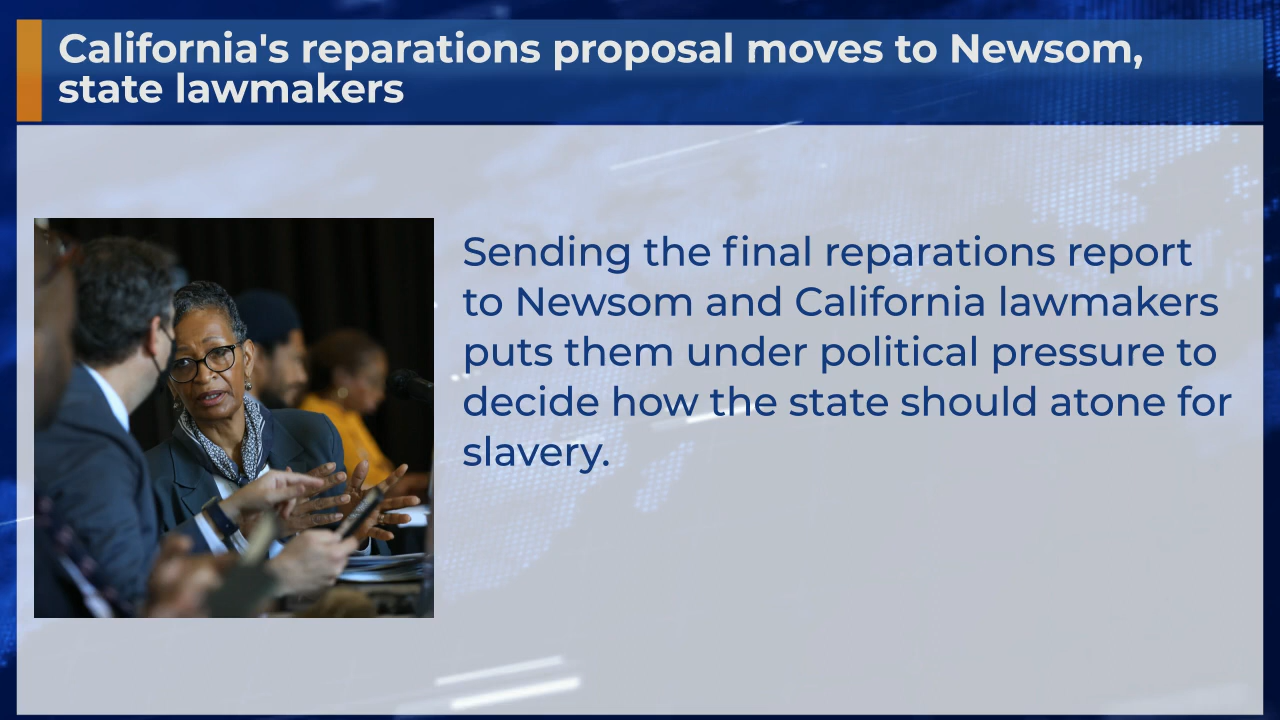 California's reparations proposal moves to Newsom,
state lawmakers
Sending the final reparations report
to Newsom and California lawmakers
puts them under political pressure to
decide how the state should atone for
slavery.